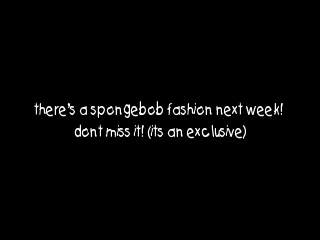 there's a spongebob fashion next week!
dont miss it! (its an exclusive)